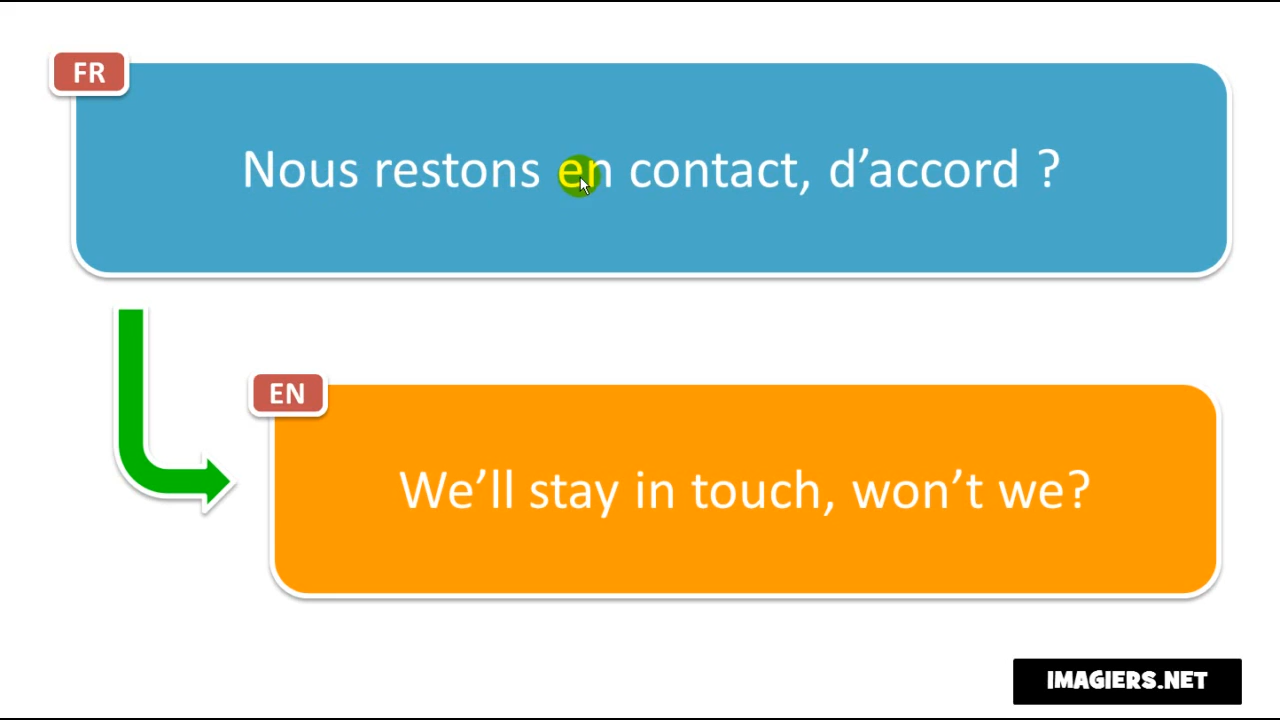 FR
Nous restons en contact, d’accord ?
EN
We’ll stay in touch, won’t we?
IMAGIERS.NET